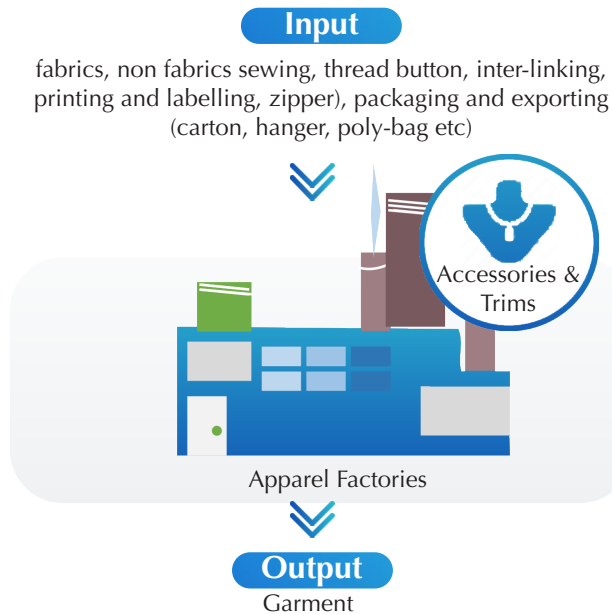 Input
fabrics, non fabrics sewing, thread button, inter-linking,
printing and labelling, zipper), packaging and exporting
(carton, hanger, poly-bag etc)
Accessories &
Trims
Apparel Factories
Output
Garment